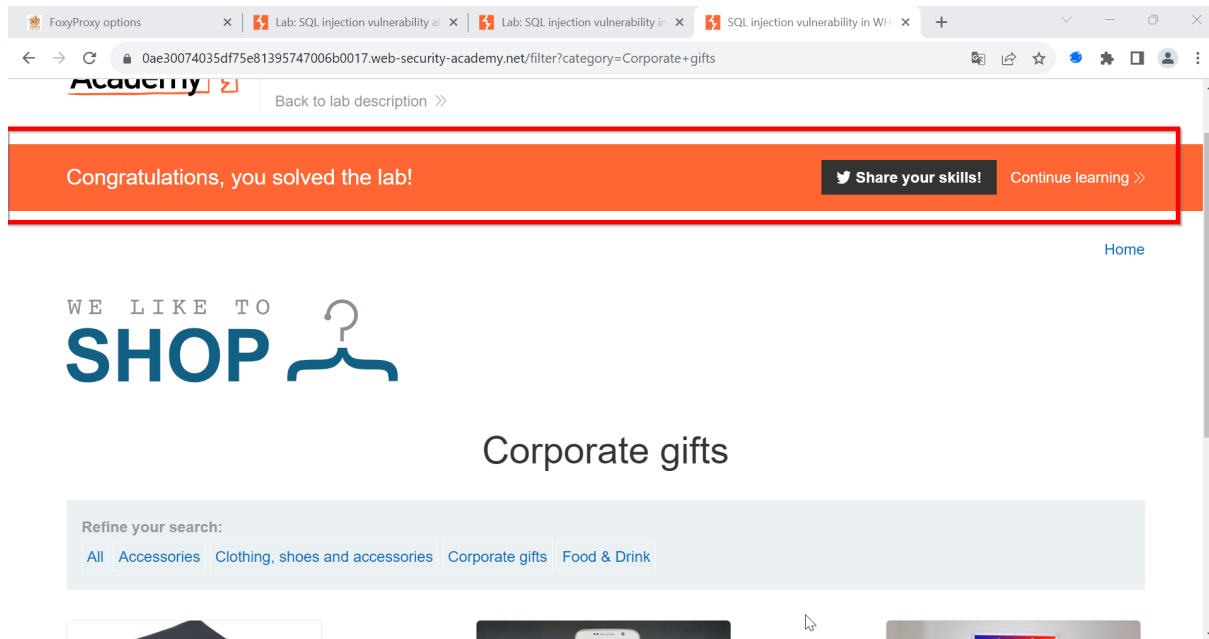 FoxyProxy options
Lab: SQL injection vulnerability al
Lab: SQL injection vulnerability in
SQL injection vulnerability in WH
0ae30074035df75e81395747006b0017.web-security-academy.net/filter?category=Corporate+gifts
Academy
Back to lab description
Congratulations, you solved the lab!
Share your skills!
Continue learning
Home
WE LIKE TO
SHOP
Corporate gifts
Refine your search:
All Accessories Clothing, shoes and accessories Corporate gifts Food & Drink